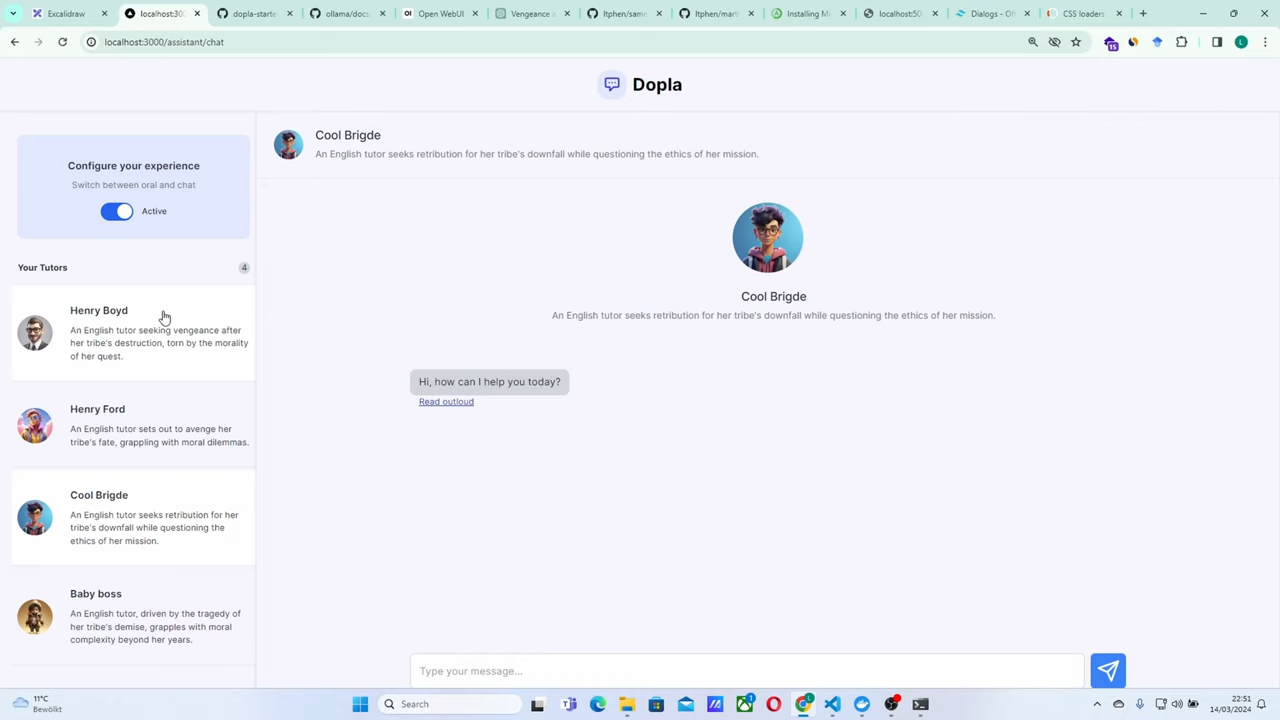 Excalidraw
localhost:300
dopla-starte
ollama/docs
Open WebUI
Vengeance a
ltphen/same
ltphen/mart
Installing M
localhost:500
Dialogs - Off
CSS loaders
localhost:3000/assistant/chat
15
L
Dopla
Configure your experience
Switch between oral and chat
Active
Your Tutors
4
Henry Boyd
An English tutor seeking vengeance after
her tribe's destruction, torn by the morality
of her quest.
Henry Ford
An English tutor sets out to avenge her
tribe's fate, grappling with moral dilemmas.
Cool Brigde
An English tutor seeks retribution for her
tribe's downfall while questioning the
ethics of her mission.
Baby boss
An English tutor, driven by the tragedy of
her tribe's demise, grapples with moral
complexity beyond her years.
Cool Brigde
An English tutor seeks retribution for her tribe's downfall while questioning the ethics of her mission.
Cool Brigde
An English tutor seeks retribution for her tribe's downfall while questioning the ethics of her mission.
Hi, how can I help you today?
Read outloud
Type your message...
11°C
Bewölkt
Search
22:51
14/03/2024